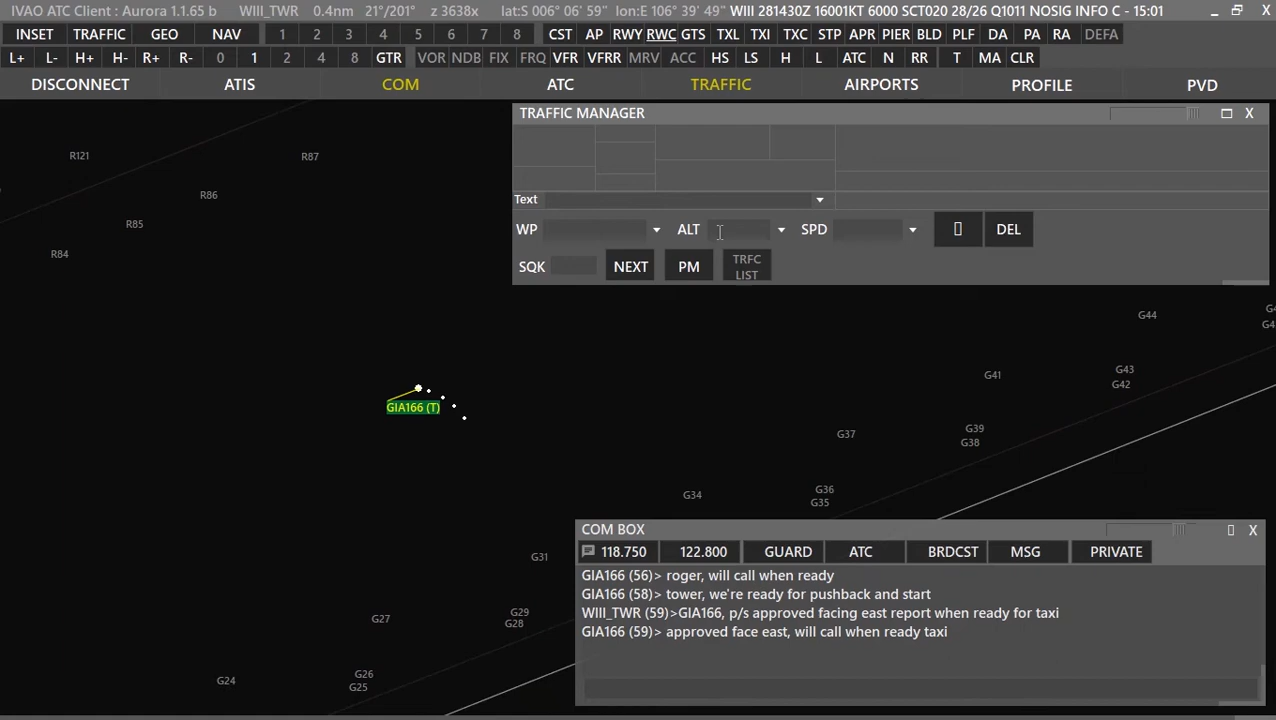 IVAO ATC Client : Aurora 1.1.65 b WIII_TWR 0.4nm 21°/201° z 3638x lat:S 006° 06' 59" lon:E 106° 39' 49" WIII 281430Z 16001KT 6000 SCT020 28/26 Q1011 NOSIG INFO C - 15:01 X
INSET TRAFFIC GEO NAV 1 2 3 4 5 6 7 8 CST AP RWY RWC GTS TXL TXI TXC STP APR PIER BLD PLF DA PA RA DEFA
L+ L- H+ H- R+ R- 0 1 2 4 8 GTR VOR NDB FIX FRQ VFR VFRR MRV ACC HS LS H L ATC N RR T MA CLR
DISCONNECT ATIS COM ATC TRAFFIC AIRPORTS PROFILE PVD
TRAFFIC MANAGER X
R121 R87
R86
R85
R84
Text
WP ALT SPD DEL
SQK NEXT PM TRFC LIST
G44
G41 G43
G42
GIA166 (T)
G37 G39
G38
G34 G36
G35
G31
G27 G29
G28
G24 G26
G25
COM BOX X
118.750 122.800 GUARD ATC BRDCST MSG PRIVATE
GIA166 (56)> roger, will call when ready
GIA166 (58)> tower, we're ready for pushback and start
WIII_TWR (59)>GIA166, p/s approved facing east report when ready for taxi
GIA166 (59)> approved face east, will call when ready taxi